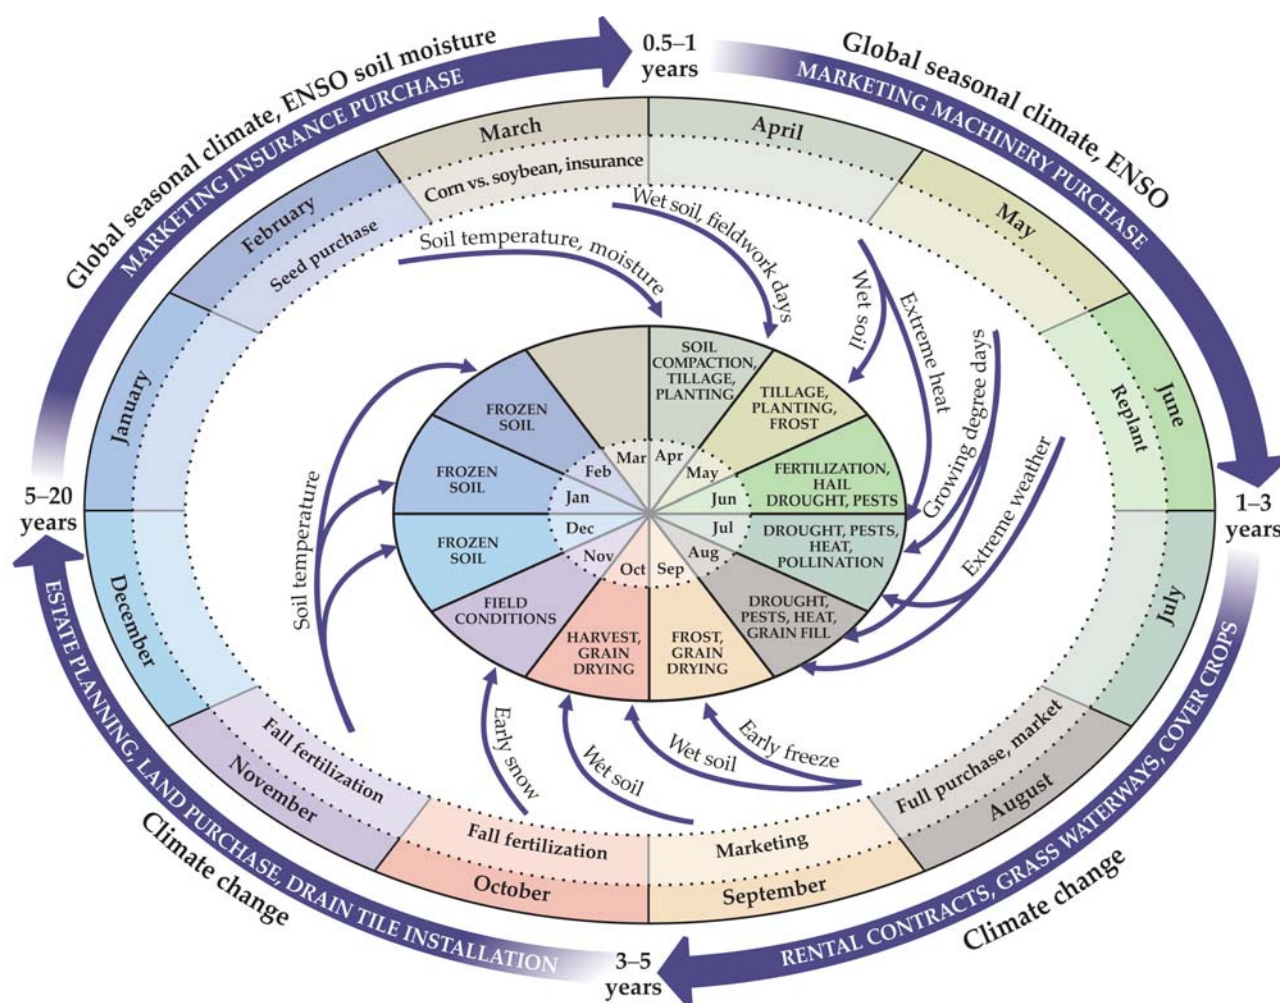 0.5–1
years
Global seasonal climate, ENSO soil moisture
MARKETING INSURANCE PURCHASE
Global seasonal climate, ENSO
MARKETING MACHINERY PURCHASE
1–3
years
RENTAL CONTRACTS, GRASS WATERWAYS, COVER CROPS
Climate change
3–5
years
ESTATE PLANNING, LAND PURCHASE, DRAIN TILE INSTALLATION
Climate change
5–20
years
January
February
Seed purchase
March
Corn vs. soybean, insurance
April
May
June
Replant
July
August
Full purchase, market
September
Marketing
October
Fall fertilization
November
Fall fertilization
December
Soil temperature, moisture
Wet soil, fieldwork days
Wet soil
Extreme heat
Growing degree days
Extreme weather
Early freeze
Wet soil
Wet soil
Early snow
Soil temperature
SOIL
COMPACTION,
TILLAGE,
PLANTING
TILLAGE,
PLANTING,
FROST
FERTILIZATION,
HAIL
DROUGHT, PESTS
DROUGHT, PESTS,
HEAT,
POLLINATION
DROUGHT,
PESTS, HEAT,
GRAIN FILL
FROST,
GRAIN
DRYING
HARVEST,
GRAIN
DRYING
FIELD
CONDITIONS
FROZEN
SOIL
FROZEN
SOIL
FROZEN
SOIL
Jan
Feb
Mar
Apr
May
Jun
Jul
Aug
Sep
Oct
Nov
Dec